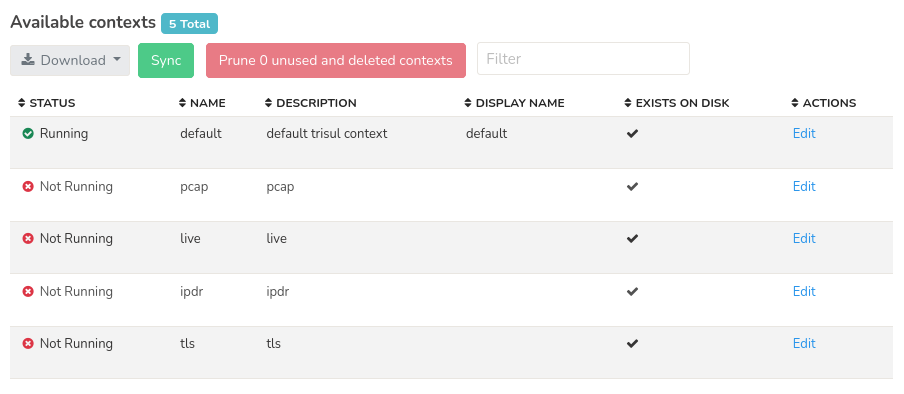 Available contexts 5 Total
Download Sync Prune 0 unused and deleted contexts Filter
STATUS NAME DESCRIPTION DISPLAY NAME EXISTS ON DISK ACTIONS
Running default default trisul context default Edit
Not Running pcap pcap Edit
Not Running live live Edit
Not Running ipdr ipdr Edit
Not Running tls tls Edit